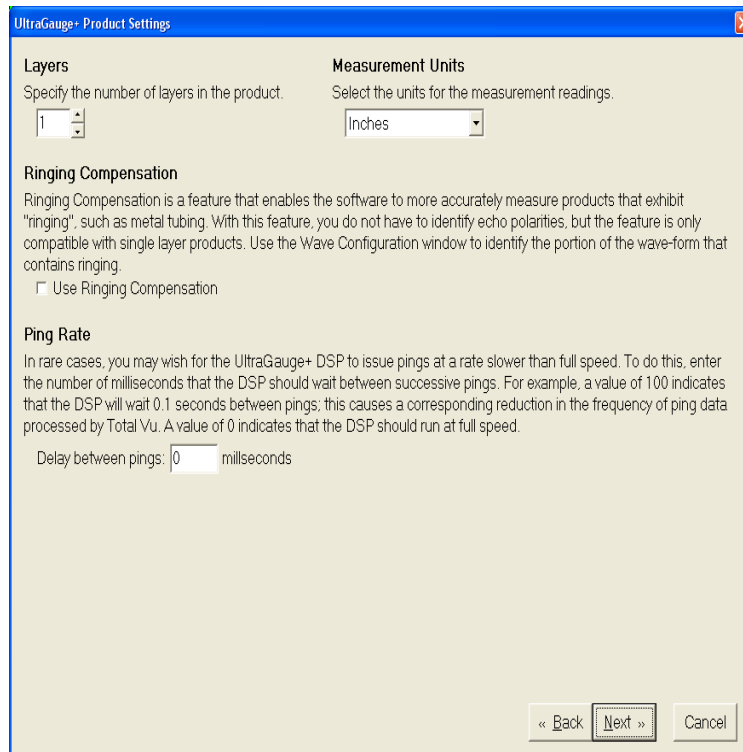 UltraGauge+ Product Settings
Layers
Specify the number of layers in the product.
1
Measurement Units
Select the units for the measurement readings.
Inches
Ringing Compensation
Ringing Compensation is a feature that enables the software to more accurately measure products that exhibit
"ringing", such as metal tubing. With this feature, you do not have to identify echo polarities, but the feature is only
compatible with single layer products. Use the Wave Configuration window to identify the portion of the wave-form that
contains ringing.
Use Ringing Compensation
Ping Rate
In rare cases, you may wish for the UltraGauge+ DSP to issue pings at a rate slower than full speed. To do this, enter
the number of milliseconds that the DSP should wait between successive pings. For example, a value of 100 indicates
that the DSP will wait 0.1 seconds between pings; this causes a corresponding reduction in the frequency of ping data
processed by Total Vu. A value of 0 indicates that the DSP should run at full speed.
Delay between pings: 0 millseconds
« Back Next » Cancel